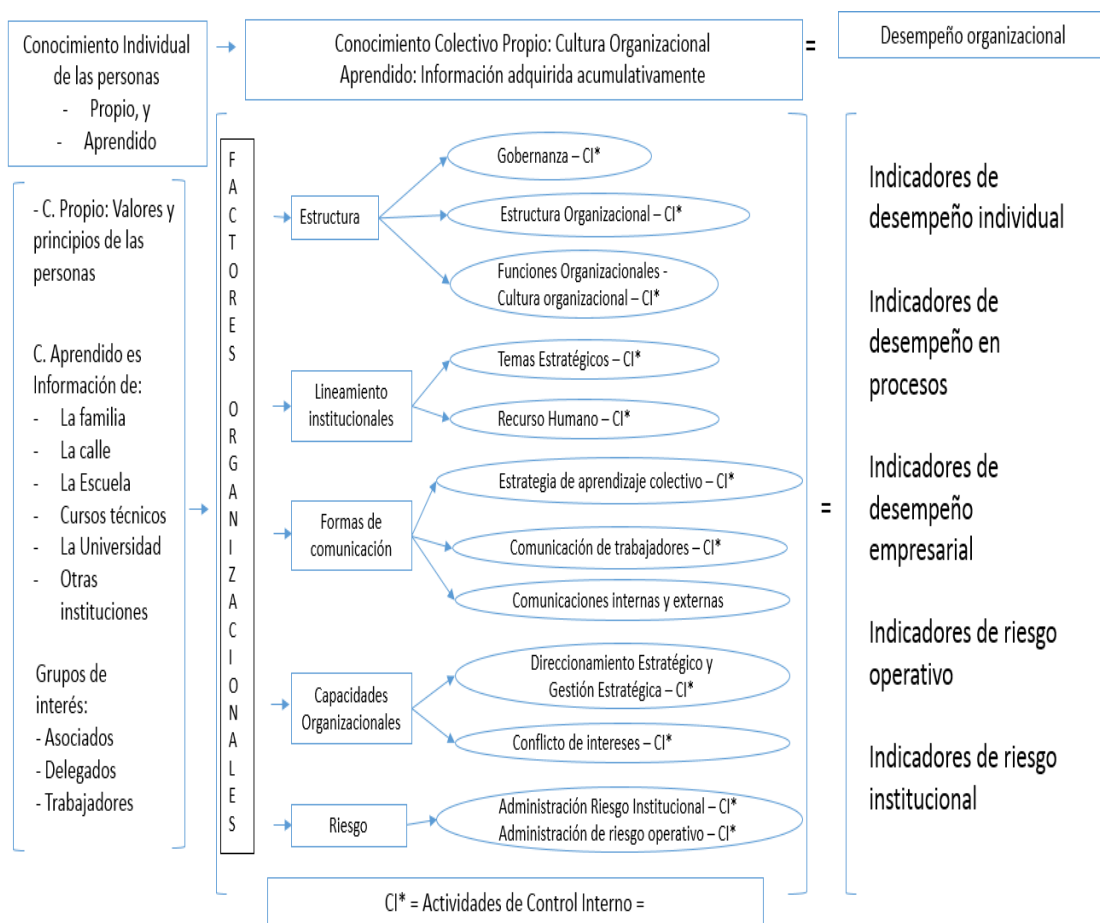 Conocimiento Individual
de las personas
- Propio, y
- Aprendido
Conocimiento Colectivo Propio: Cultura Organizacional
Aprendido: Información adquirida acumulativamente
=
Desempeño organizacional
- C. Propio: Valores y
principios de las
personas
C. Aprendido es
Información de:
- La familia
- La calle
- La Escuela
- Cursos técnicos
- La Universidad
- Otras
instituciones
Grupos de
interés:
- Asociados
- Delegados
- Trabajadores
FACTORES ORGANIZACIONALES
Estructura
Gobernanza – CI*
Estructura Organizacional – CI*
Funciones Organizacionales -
Cultura organizacional – CI*
Lineamiento
institucionales
Temas Estratégicos – CI*
Recurso Humano – CI*
Formas de
comunicación
Estrategia de aprendizaje colectivo – CI*
Comunicación de trabajadores – CI*
Comunicaciones internas y externas
Capacidades
Organizacionales
Direccionamiento Estratégico y
Gestión Estratégica – CI*
Conflicto de intereses – CI*
Riesgo
Administración Riesgo Institucional – CI*
Administración de riesgo operativo – CI*
CI* = Actividades de Control Interno =
=
Indicadores de
desempeño individual
Indicadores de
desempeño en
procesos
Indicadores de
desempeño
empresarial
Indicadores de riesgo
operativo
Indicadores de riesgo
institucional